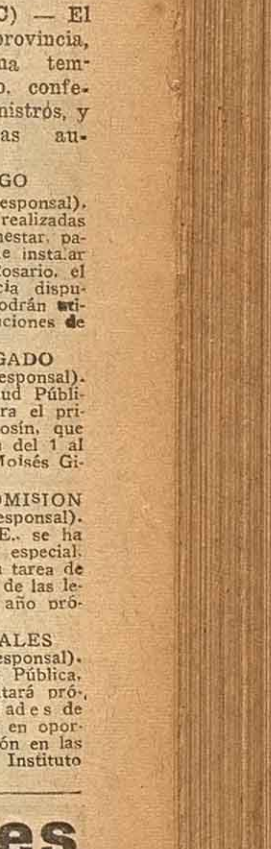 C) — El
provincia,
na tem-
o. confe-
nistrós, y
as au-
GO
esponsal).
realizadas
nestar, pa-
e instalar
Rosario, el
cia dispu-
odrán uti-
ciones de
GADO
esponsal).
ud Públi-
ra el pri-
osín, que
del 1 al
Moisés Gi-
OMISION
esponsal).
E.. se ha
especial.
tarea de
de las le-
año pró-
ALES
esponsal).
Pública.
tará pró-
ades de
en opor-
ón en las
Instituto
es